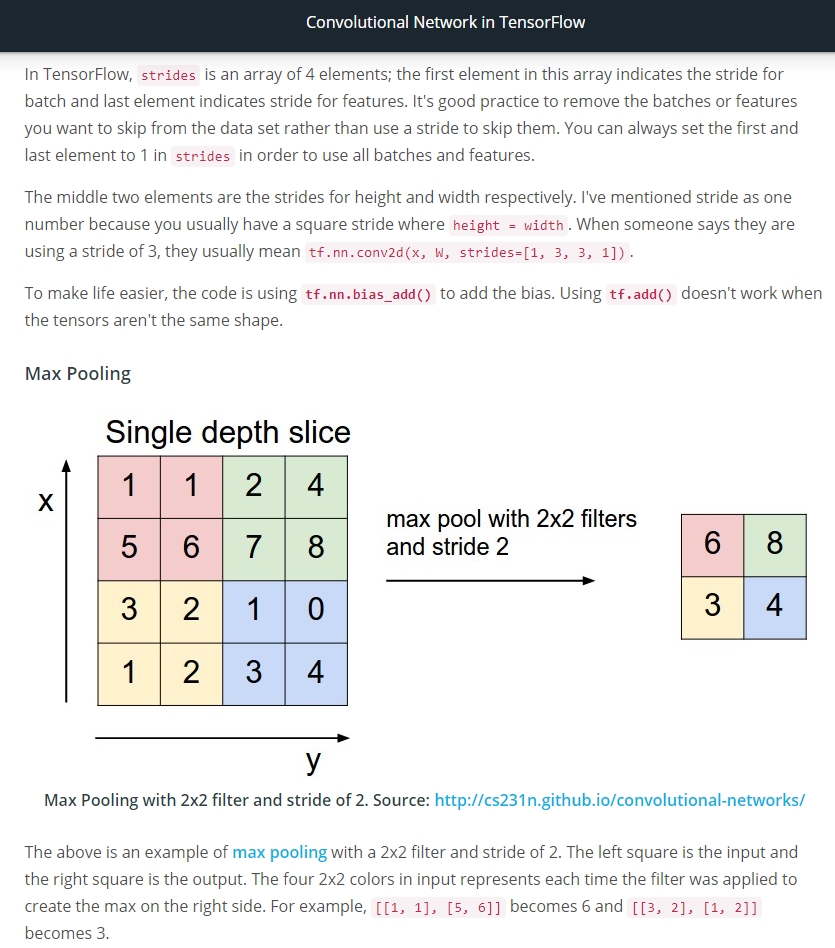 Convolutional Network in TensorFlow
In TensorFlow, strides is an array of 4 elements; the first element in this array indicates the stride for
batch and last element indicates stride for features. It's good practice to remove the batches or features
you want to skip from the data set rather than use a stride to skip them. You can always set the first and
last element to 1 in strides in order to use all batches and features.
The middle two elements are the strides for height and width respectively. I've mentioned stride as one
number because you usually have a square stride where height = width. When someone says they are
using a stride of 3, they usually mean tf.nn.conv2d(x, W, strides=[1, 3, 3, 1]).
To make life easier, the code is using tf.nn.bias_add() to add the bias. Using tf.add() doesn't work when
the tensors aren't the same shape.
Max Pooling
Single depth slice
x
1 1 2 4
5 6 7 8
3 2 1 0
1 2 3 4
y
max pool with 2x2 filters
and stride 2
6 8
3 4
Max Pooling with 2x2 filter and stride of 2. Source: http://cs231n.github.io/convolutional-networks/
The above is an example of max pooling with a 2x2 filter and stride of 2. The left square is the input and
the right square is the output. The four 2x2 colors in input represents each time the filter was applied to
create the max on the right side. For example, [[1, 1], [5, 6]] becomes 6 and [[3, 2], [1, 2]]
becomes 3.